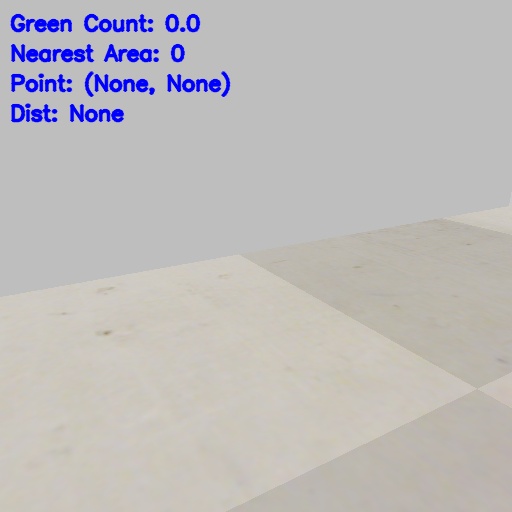 Green Count: 0.0
Nearest Area: 0
Point: (None, None)
Dist: None